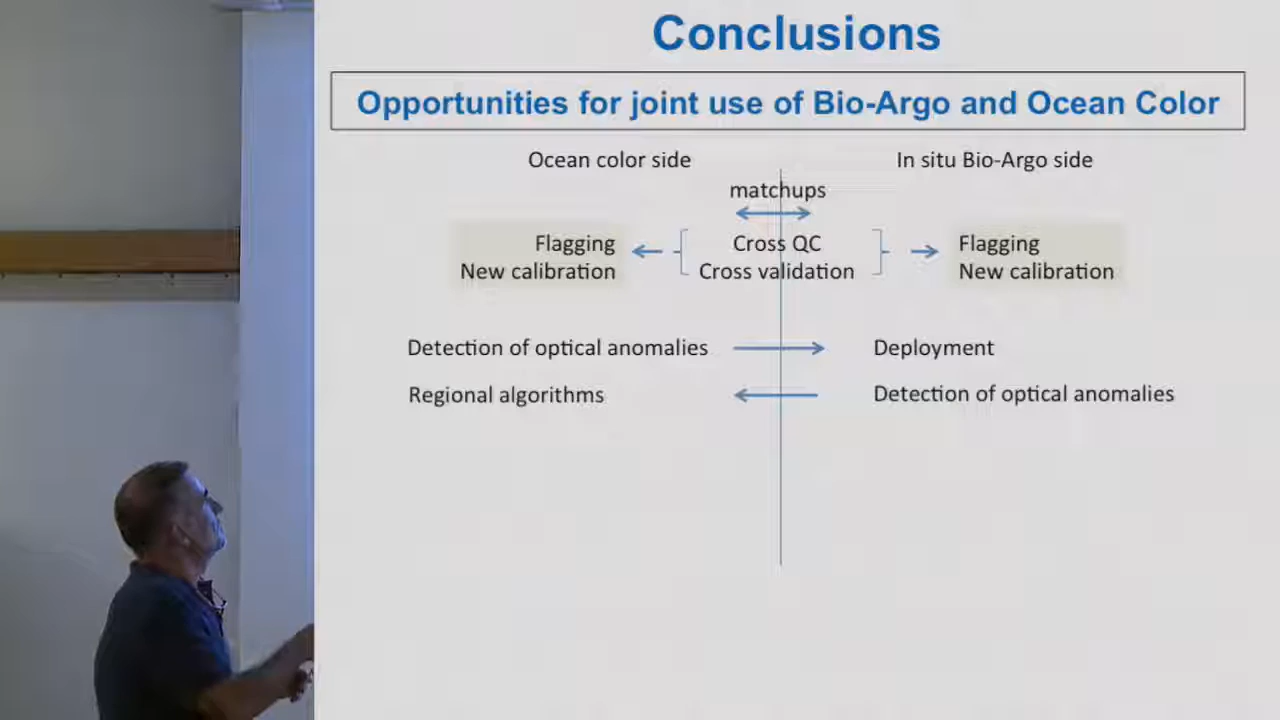 Conclusions
Opportunities for joint use of Bio-Argo and Ocean Color
Ocean color side
In situ Bio-Argo side
matchups
Flagging
New calibration
Cross QC
Cross validation
Flagging
New calibration
Detection of optical anomalies
Deployment
Regional algorithms
Detection of optical anomalies